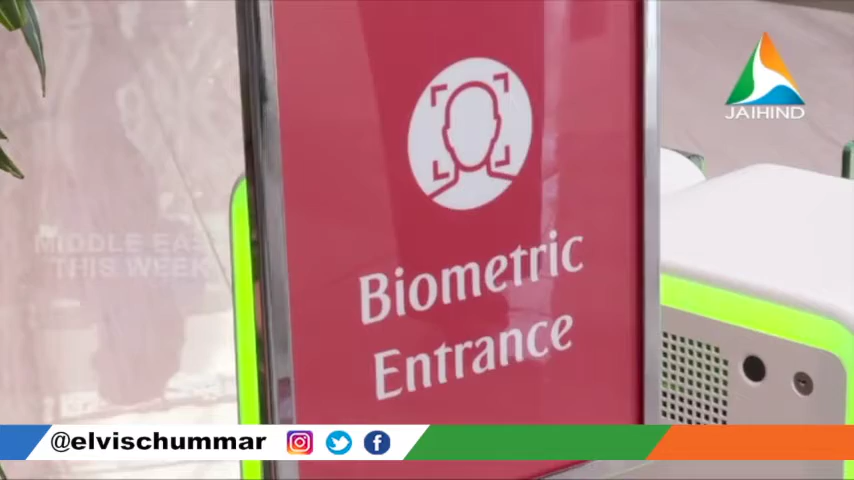 JAIHIND
MIDDLE EAST
THIS WEEK
Biometric
Entrance
@elvischummar